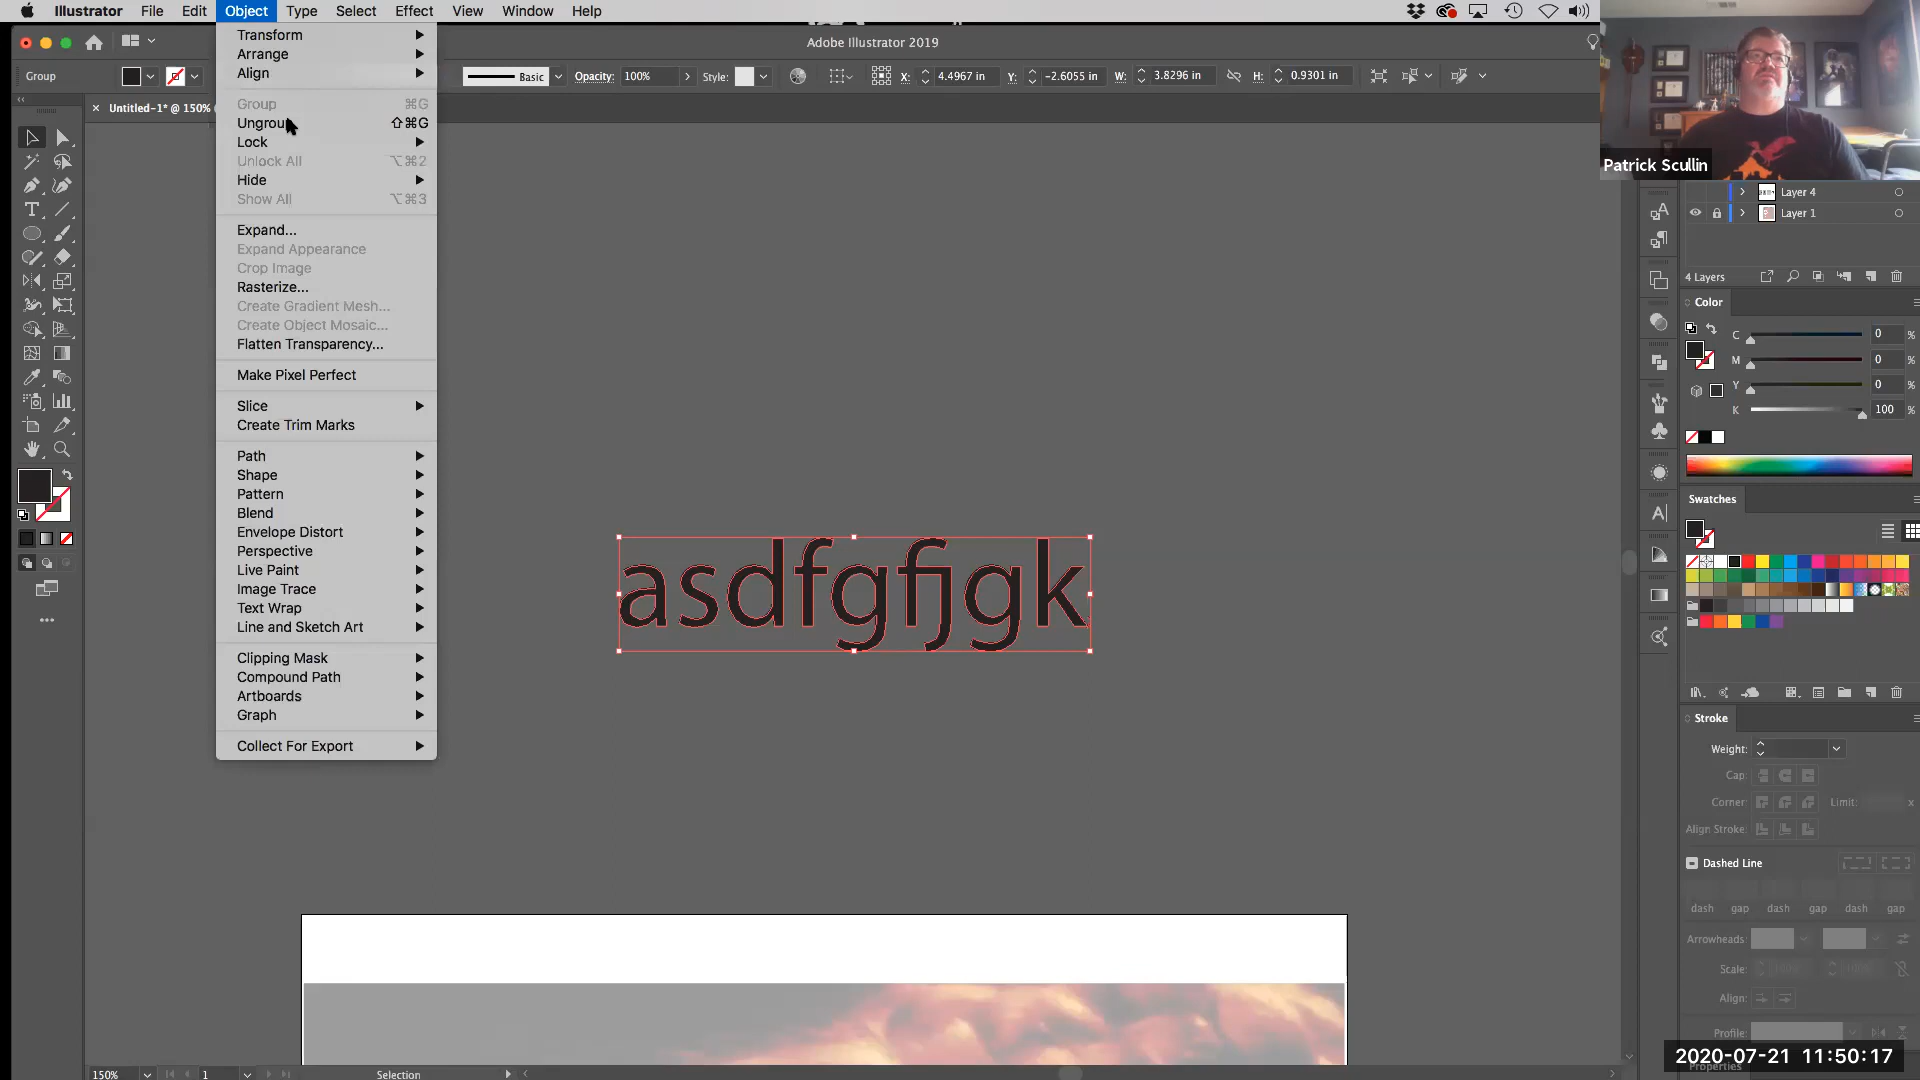 Illustrator File Edit Object Type Select Effect View Window Help
Adobe Illustrator 2019
Group
Basic Opacity: 100% Style: X: 4.4967 in Y: -2.6055 in W: 3.8296 in H: 0.9301 in
Untitled-1* @ 150%
Transform
Arrange
Align
Group ⌘G
Ungroup ⇧⌘G
Lock
Unlock All ⌥⌘2
Hide
Show All ⌥⌘3
Expand...
Expand Appearance
Crop Image
Rasterize...
Create Gradient Mesh...
Create Object Mosaic...
Flatten Transparency...
Make Pixel Perfect
Slice
Create Trim Marks
Path
Shape
Pattern
Blend
Envelope Distort
Perspective
Live Paint
Image Trace
Text Wrap
Line and Sketch Art
Clipping Mask
Compound Path
Artboards
Graph
Collect For Export
asdfgfjgk
Patrick Scullin
Layer 4
Layer 1
4 Layers
Color
C 0 %
M 0 %
Y 0 %
K 100 %
Swatches
Stroke
Weight:
Cap:
Corner: Limit: x
Align Stroke:
Dashed Line
dash gap dash gap dash gap
Arrowheads:
Scale: 100% 100%
Align:
Profile:
2020-07-21 11:50:17
Properties
150% 1 Selection